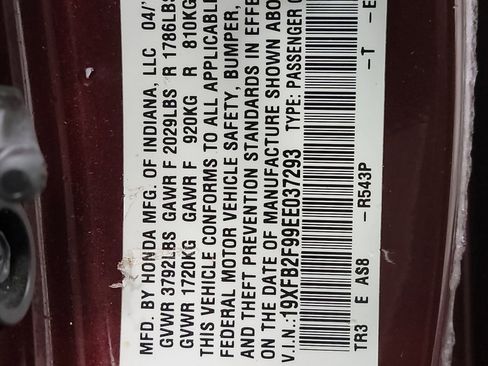 MFD. BY HONDA MFG. OF INDIANA, LLC 04/
GVWR 3792LBS GAWR F 2029LBS R 1786LBS
GVWR 1720KG GAWR F 920KG R 810KG
THIS VEHICLE CONFORMS TO ALL APPLICABLE
FEDERAL MOTOR VEHICLE SAFETY, BUMPER,
AND THEFT PREVENTION STANDARDS IN EFFE
ON THE DATE OF MANUFACTURE SHOWN ABO
V.I.N.:19XFB2F99EE037293 TYPE: PASSENGER C
TR3 E AS8 -R543P -T -E